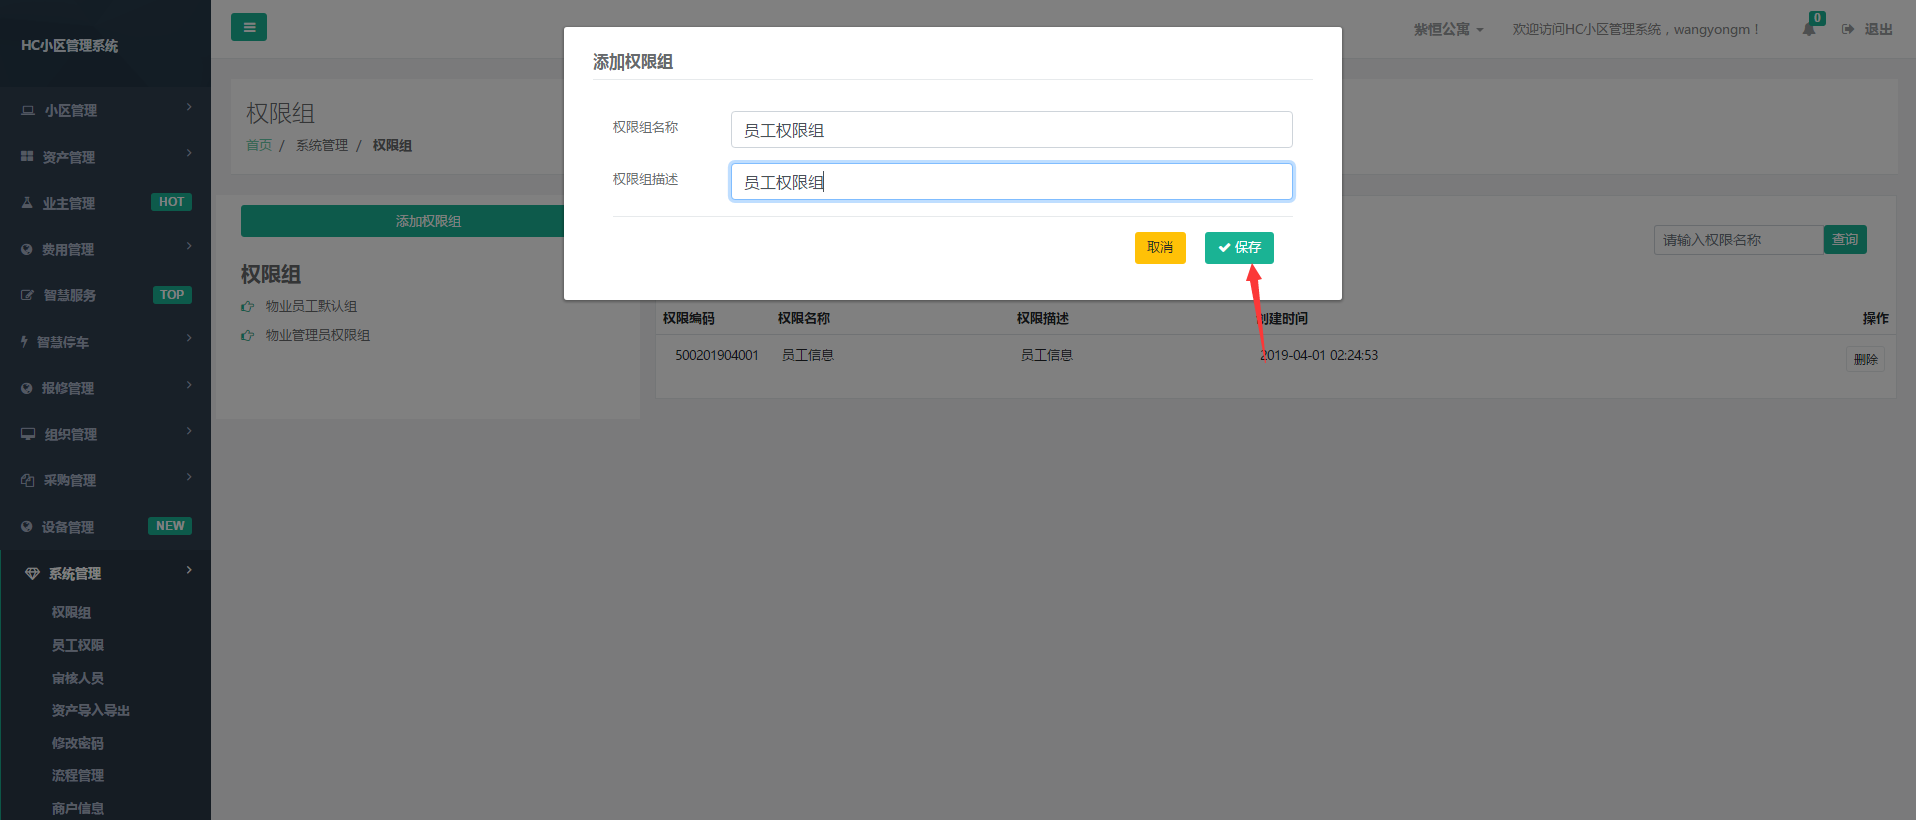 HC小区管理系统
小区管理
资产管理
业主管理 HOT
费用管理
智慧服务 TOP
智慧停车
报修管理
组织管理
采购管理
设备管理 NEW
系统管理
权限组
员工权限
审核人员
资产导入导出
修改密码
流程管理
商户信息
紫恒公寓 欢迎访问HC小区管理系统，wangyongm！ 0 退出
权限组
首页 / 系统管理 / 权限组
添加权限组
权限组
物业员工默认组
物业管理员权限组
添加权限组
权限组名称 员工权限组
权限组描述 员工权限组
取消 保存
请输入权限名称 查询
权限编码 权限名称 权限描述 创建时间 操作
500201904001 员工信息 员工信息 2019-04-01 02:24:53 删除